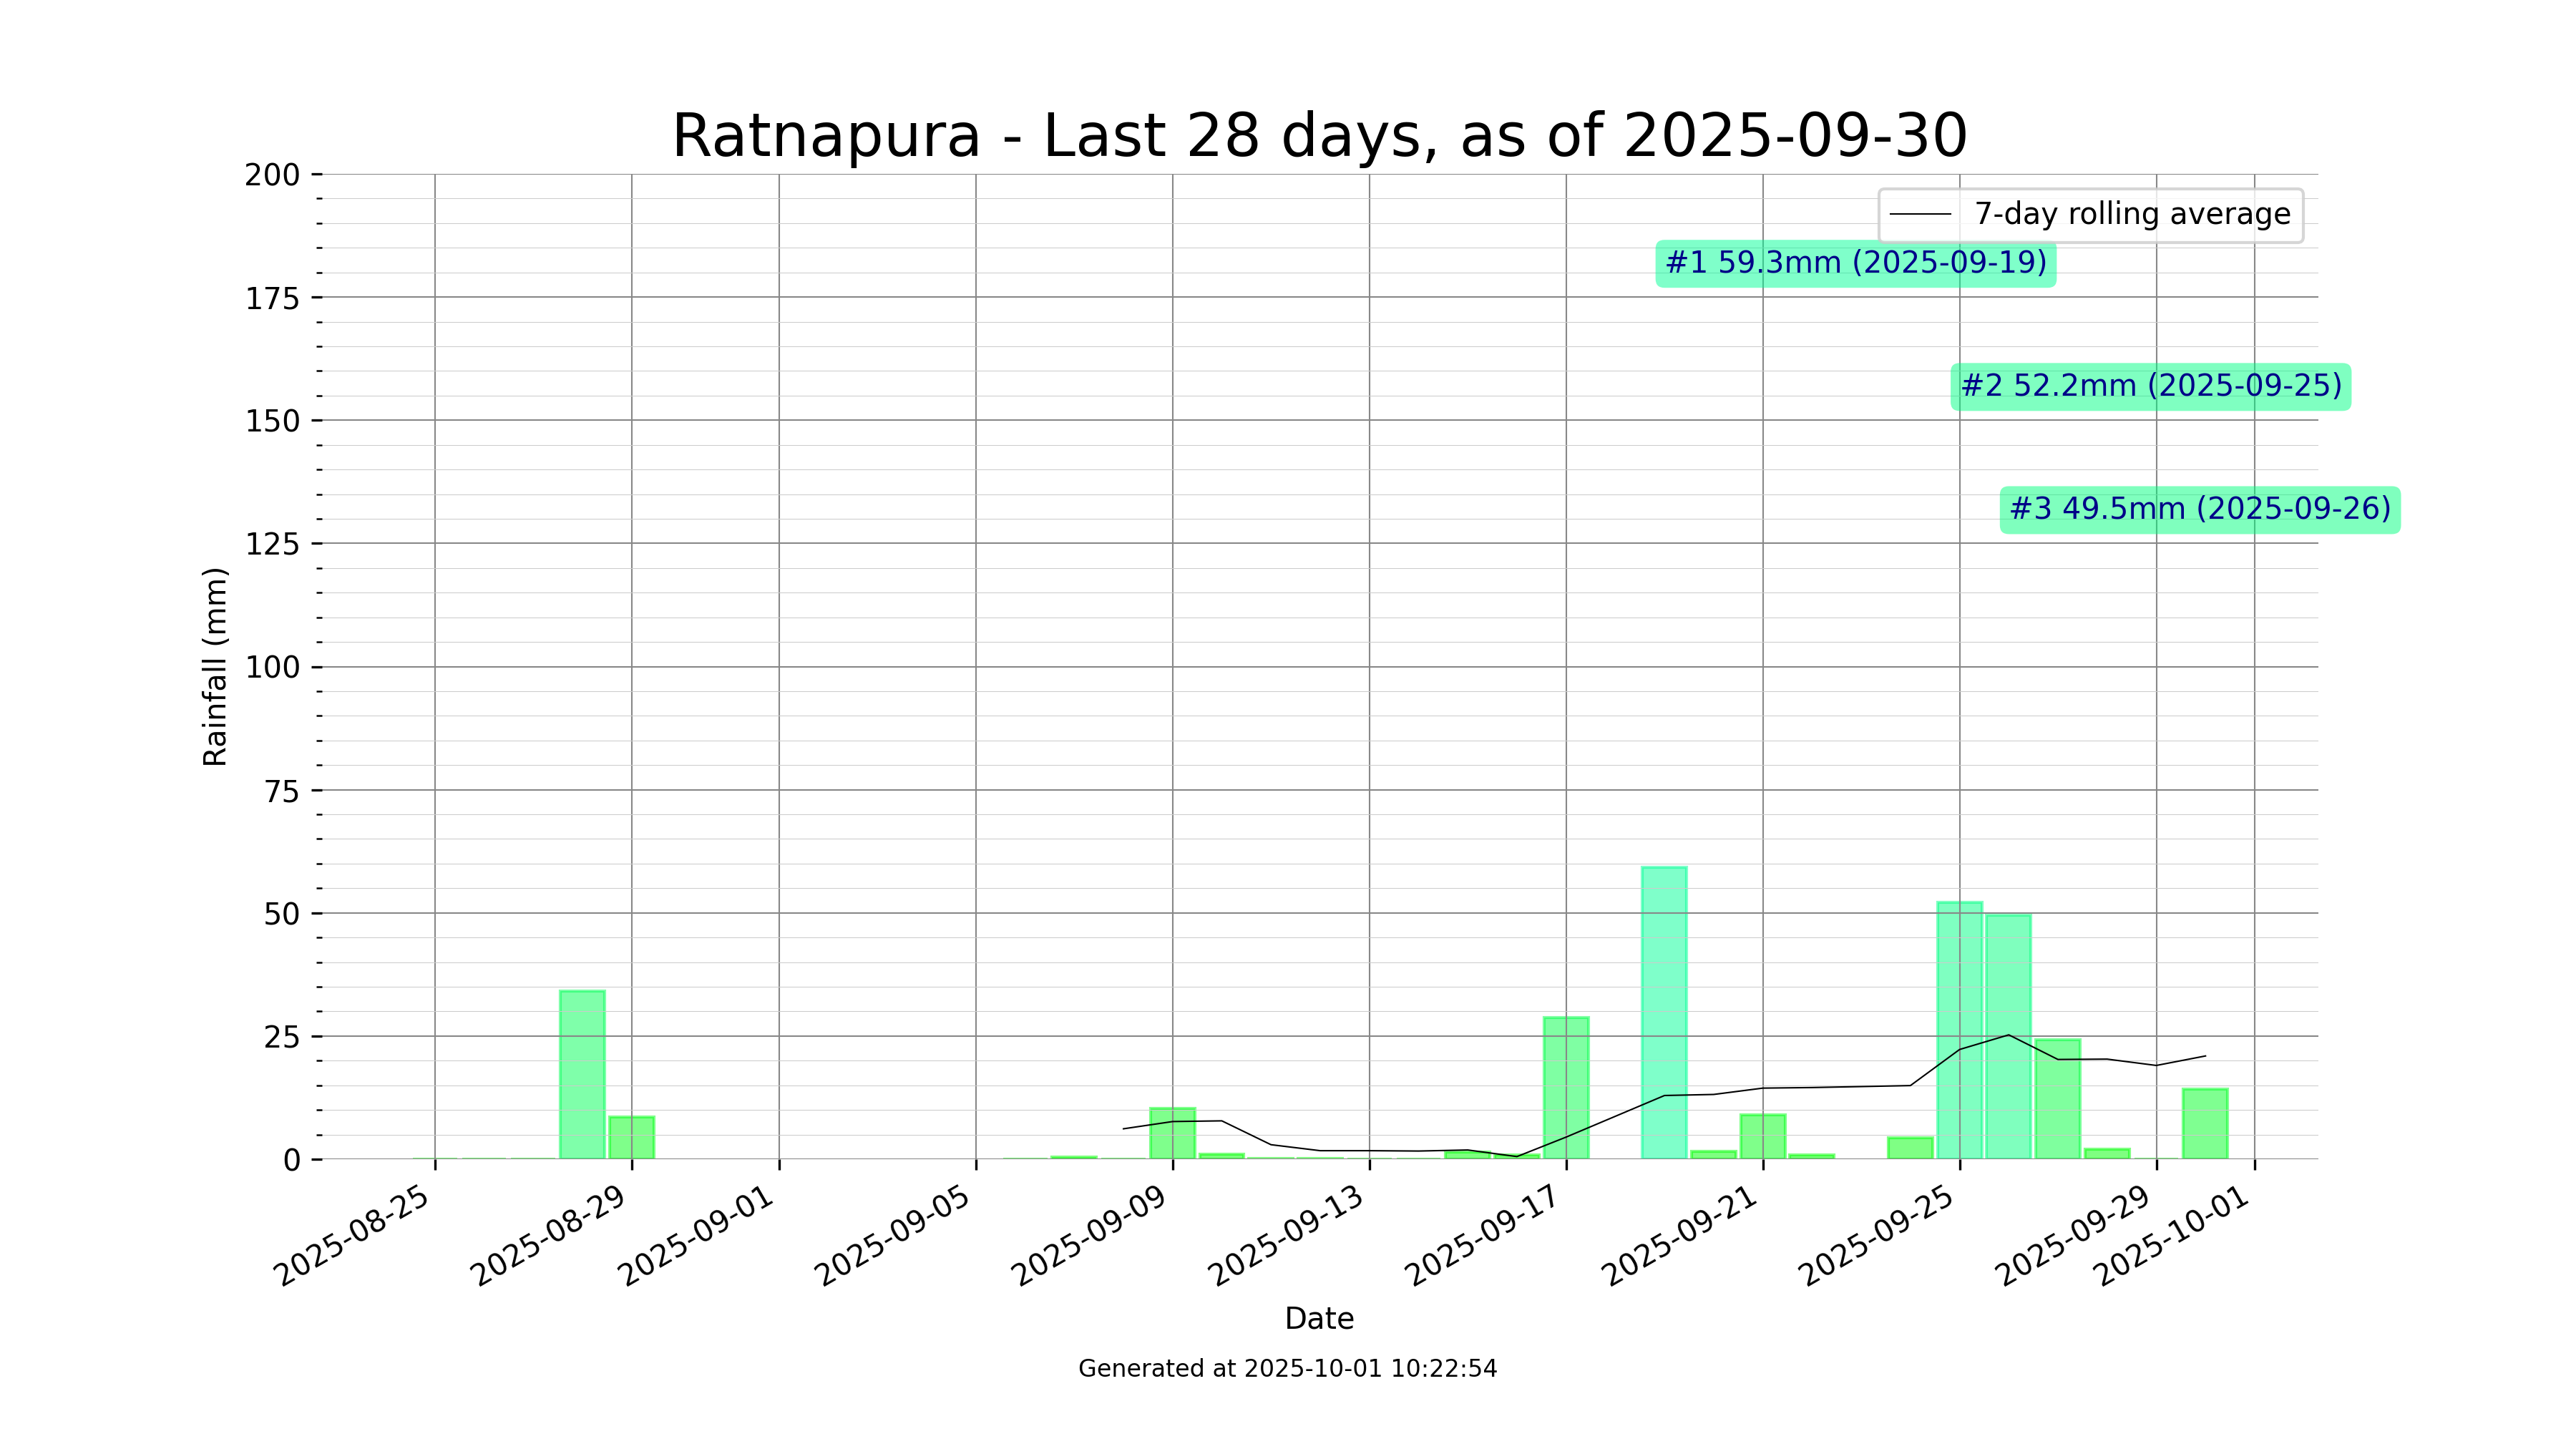 Ratnapura - Last 28 days, as of 2025-09-30
7-day rolling average
#1 59.3mm (2025-09-19)
#2 52.2mm (2025-09-25)
#3 49.5mm (2025-09-26)
Rainfall (mm)
200
175
150
125
100
75
50
25
0
2025-08-25
2025-08-29
2025-09-01
2025-09-05
2025-09-09
2025-09-13
2025-09-17
2025-09-21
2025-09-25
2025-09-29
2025-10-01
Date
Generated at 2025-10-01 10:22:54